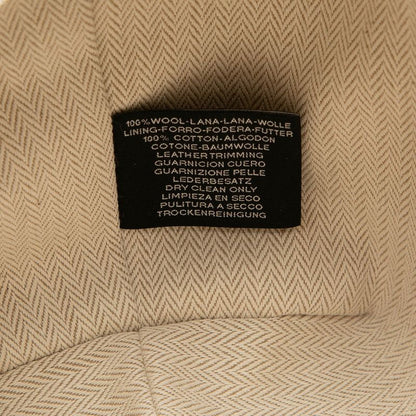 100% WOOL-LANA-LANA-WOLLE
LINING-FORRO-FODERA-FUTTER
100% COTTON-ALGODON
COTONE-BAUMWOLLE
LEATHER TRIMMING
GUARNICION CUERO
GUARNIZIONE PELLE
LEDERBESATZ
DRY CLEAN ONLY
LIMPIEZA EN SECO
PULITURA A SECCO
TROCKENREINIGUNG